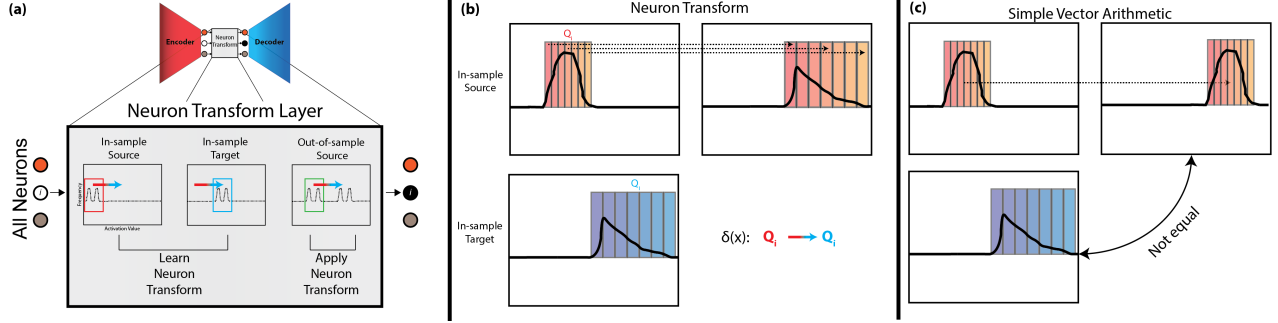 (a)
Encoder
Neuron
Transform
Decoder
Neuron Transform Layer
All Neurons
In-sample
Source
In-sample
Target
Out-of-sample
Source
i
Frequency
Activation Value
i
Learn
Neuron
Transform
Apply
Neuron
Transform
(b)
Neuron Transform
In-sample
Source
Qi
In-sample
Target
Qi
δ(x): Qi Qi
(c)
Simple Vector Arithmetic
Not equal